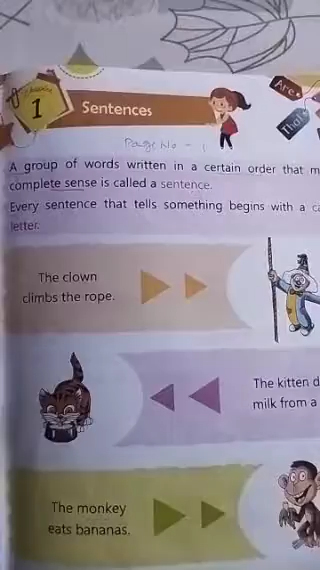 Chapter
1
Sentences
Are
That
Page No - 1
A group of words written in a certain order that m
complete sense is called a sentence.
Every sentence that tells something begins with a ca
letter.
The clown
climbs the rope.
The kitten d
milk from a
The monkey
eats bananas.